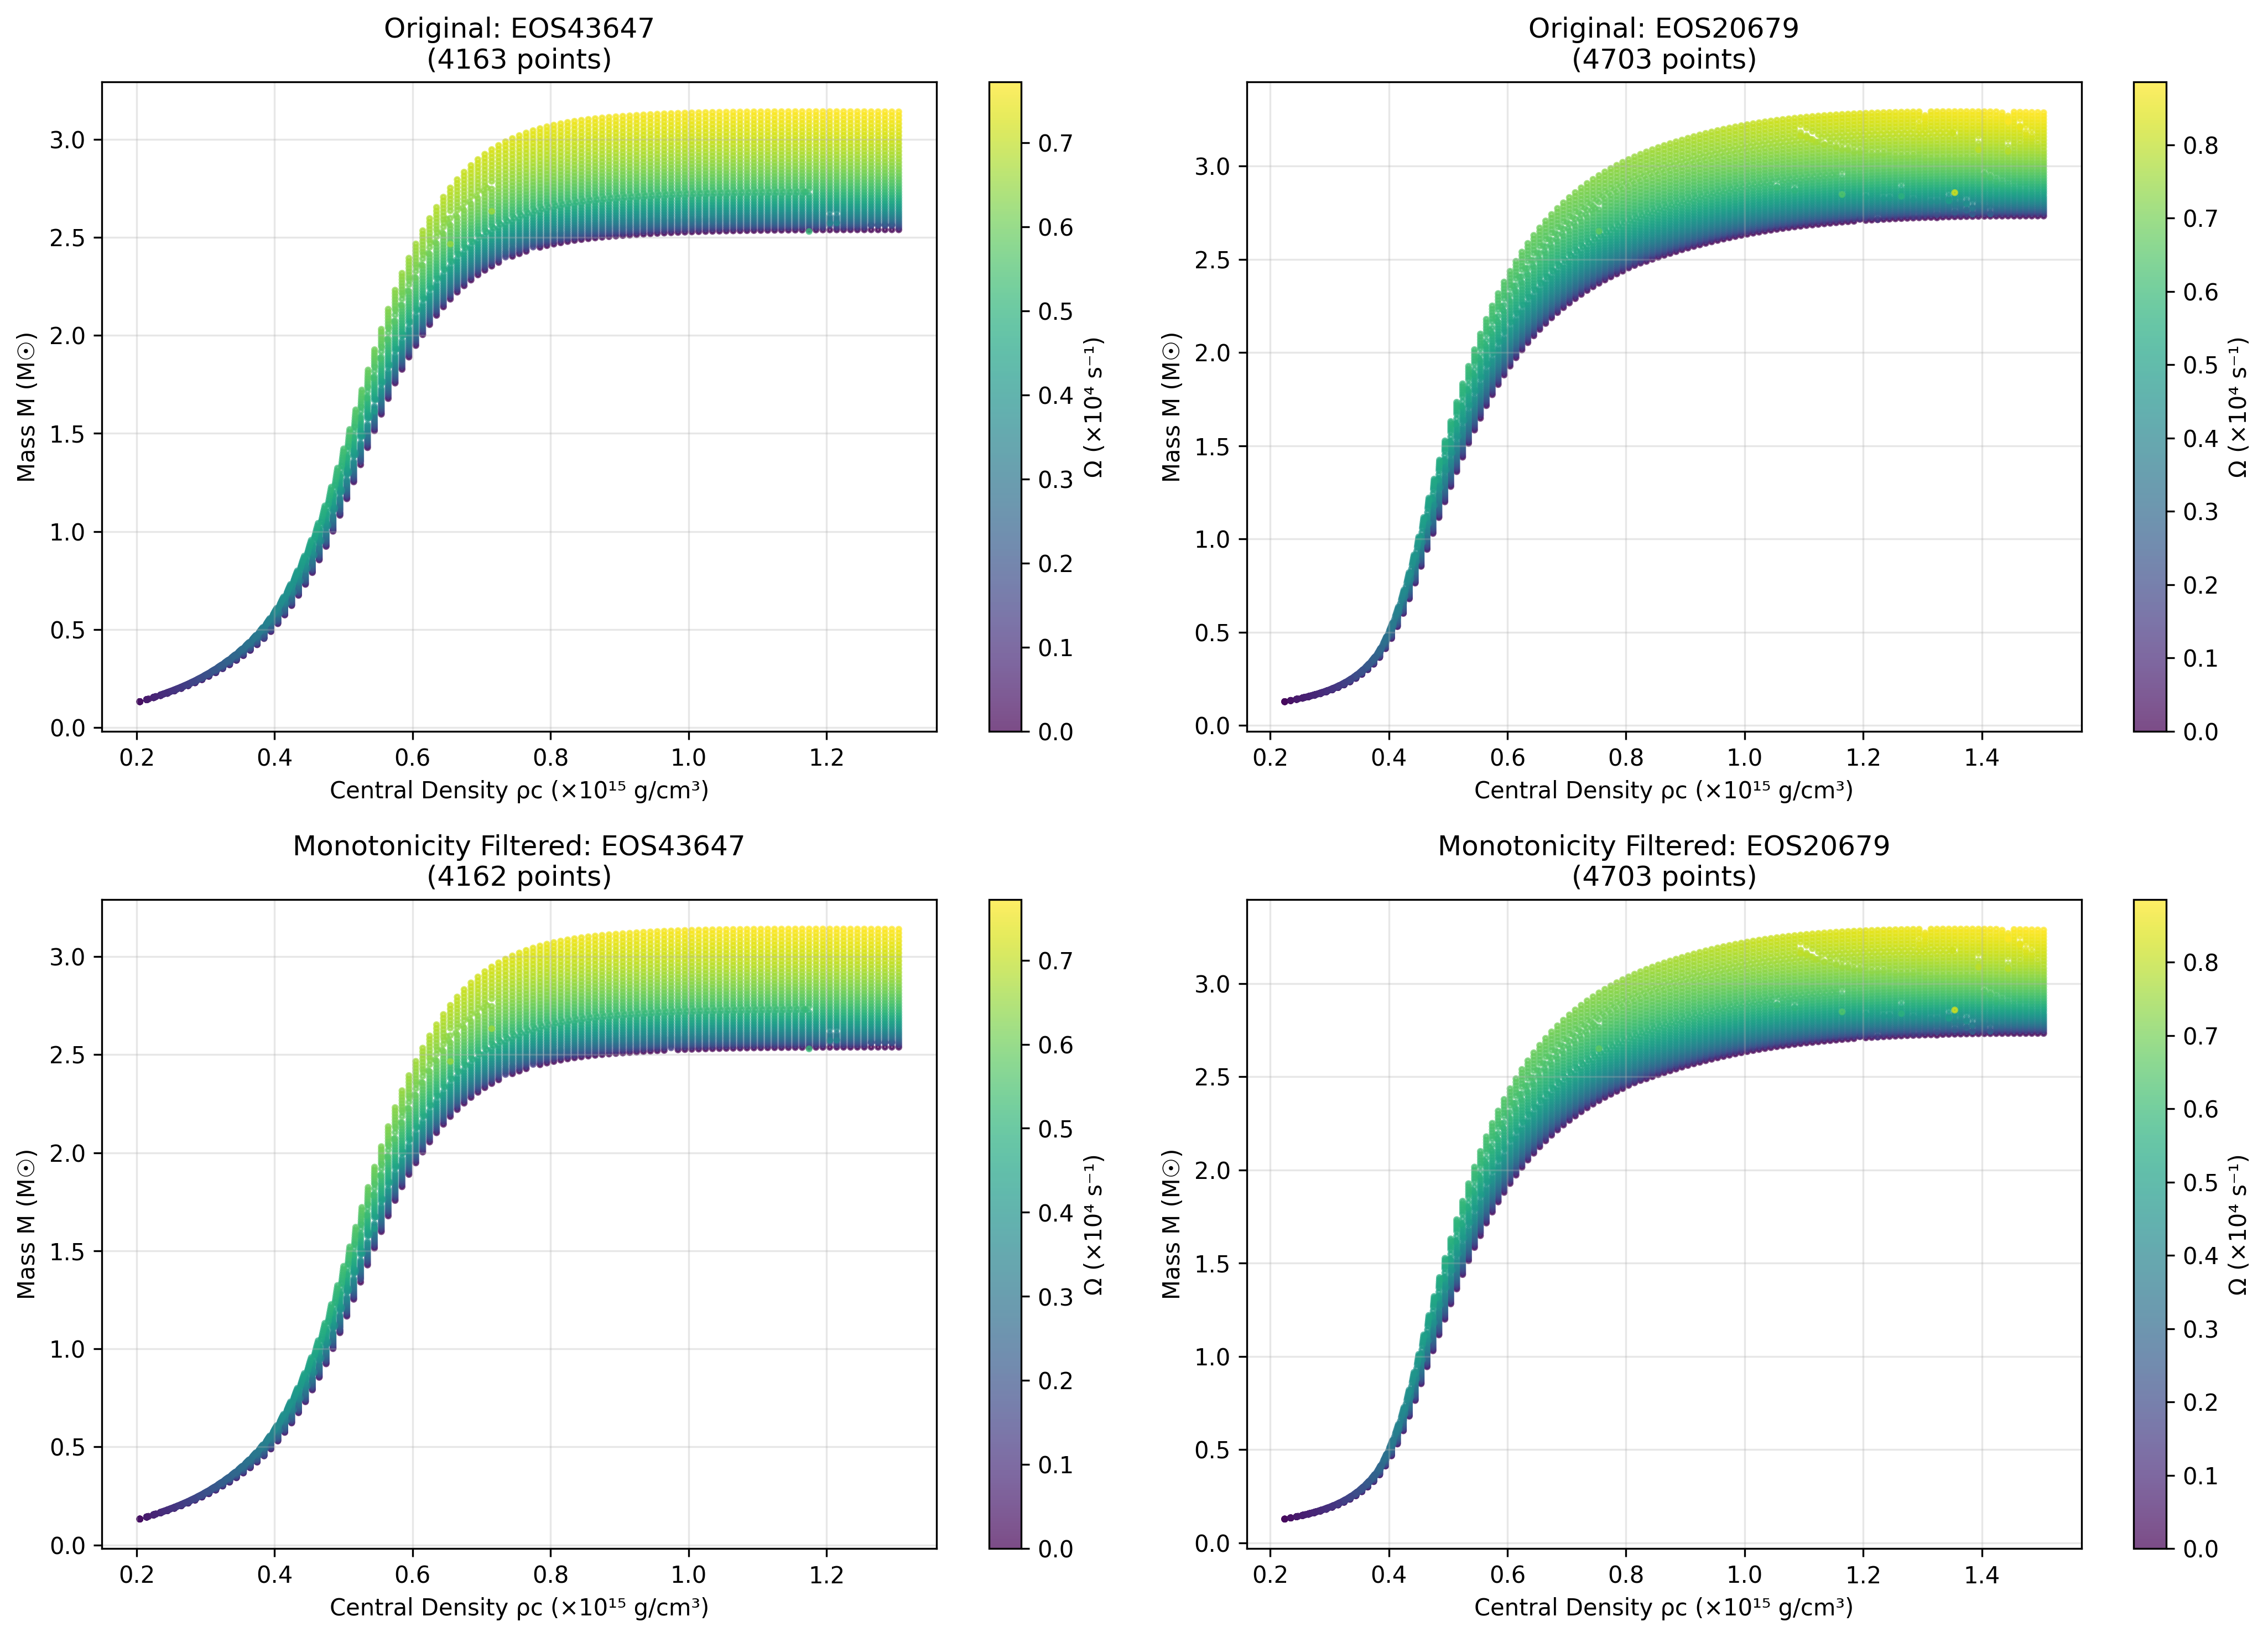 Original: EOS43647
(4163 points)
3.0
2.5
2.0
1.5
1.0
0.5
0.0
Mass M (M☉)
0.2 0.4 0.6 0.8 1.0 1.2
Central Density ρc (×10¹⁵ g/cm³)
0.7
0.6
0.5
0.4
0.3
0.2
0.1
0.0
Ω (×10⁴ s⁻¹)
Original: EOS20679
(4703 points)
3.0
2.5
2.0
1.5
1.0
0.5
0.0
Mass M (M☉)
0.2 0.4 0.6 0.8 1.0 1.2 1.4
Central Density ρc (×10¹⁵ g/cm³)
0.8
0.7
0.6
0.5
0.4
0.3
0.2
0.1
0.0
Ω (×10⁴ s⁻¹)
Monotonicity Filtered: EOS43647
(4162 points)
3.0
2.5
2.0
1.5
1.0
0.5
0.0
Mass M (M☉)
0.2 0.4 0.6 0.8 1.0 1.2
Central Density ρc (×10¹⁵ g/cm³)
0.7
0.6
0.5
0.4
0.3
0.2
0.1
0.0
Ω (×10⁴ s⁻¹)
Monotonicity Filtered: EOS20679
(4703 points)
3.0
2.5
2.0
1.5
1.0
0.5
0.0
Mass M (M☉)
0.2 0.4 0.6 0.8 1.0 1.2 1.4
Central Density ρc (×10¹⁵ g/cm³)
0.8
0.7
0.6
0.5
0.4
0.3
0.2
0.1
0.0
Ω (×10⁴ s⁻¹)